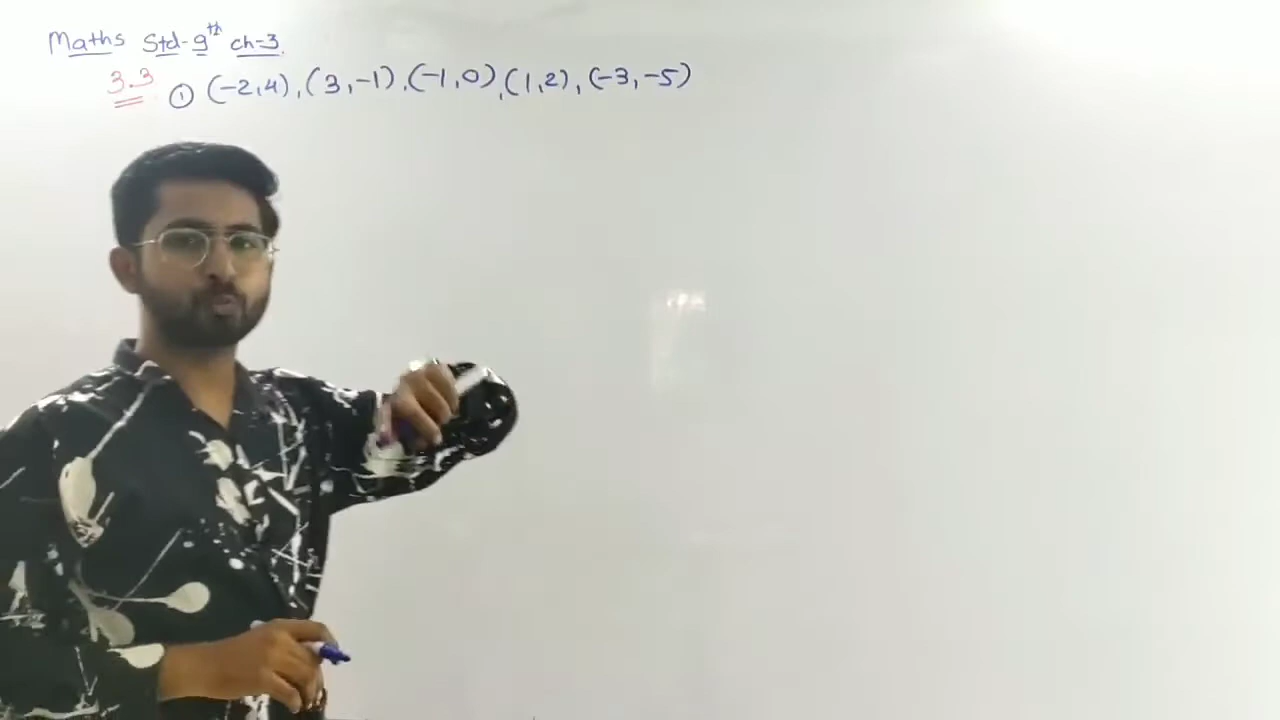 Maths Std-9th ch-3.
3.3 ① (-2,4), (3,-1), (-1,0), (1,2), (-3,-5)